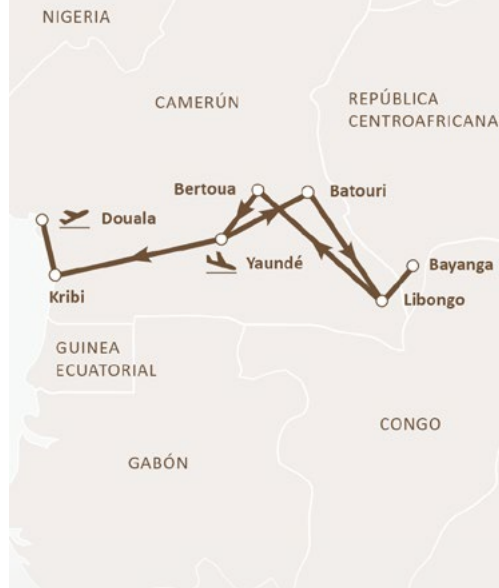 NIGERIA
CAMERÚN
REPÚBLICA
CENTROAFRICANA
Bertoua
Batouri
Douala
Yaundé
Bayanga
Kribi
Libongo
GUINEA
ECUATORIAL
CONGO
GABÓN